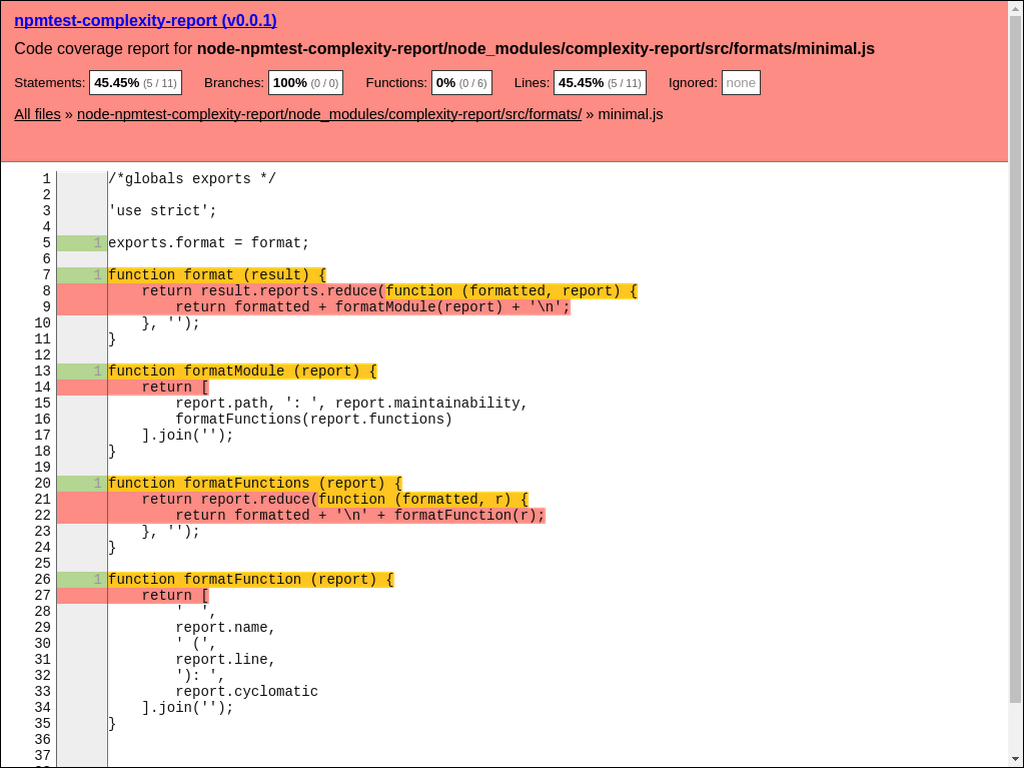 npmtest-complexity-report (v0.0.1)
Code coverage report for node-npmtest-complexity-report/node_modules/complexity-report/src/formats/minimal.js
Statements: 45.45% (5 / 11) Branches: 100% (0 / 0) Functions: 0% (0 / 6) Lines: 45.45% (5 / 11) Ignored: none
All files » node-npmtest-complexity-report/node_modules/complexity-report/src/formats/ » minimal.js
1 /*globals exports */
2
3 'use strict';
4
5 1 exports.format = format;
6
7 1 function format (result) {
8     return result.reports.reduce(function (formatted, report) {
9         return formatted + formatModule(report) + '\n';
10     }, '');
11 }
12
13 1 function formatModule (report) {
14     return [
15         report.path, ': ', report.maintainability,
16         formatFunctions(report.functions)
17     ].join('');
18 }
19
20 1 function formatFunctions (report) {
21     return report.reduce(function (formatted, r) {
22         return formatted + '\n' + formatFunction(r);
23     }, '');
24 }
25
26 1 function formatFunction (report) {
27     return [
28         '  ',
29         report.name,
30         ' (',
31         report.line,
32         '): ',
33         report.cyclomatic
34     ].join('');
35 }
36
37